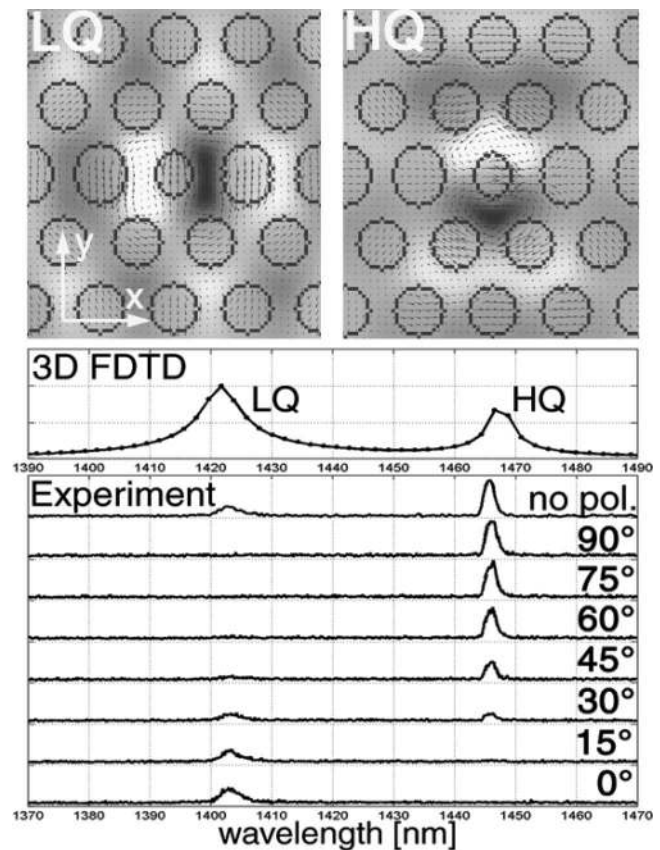 LQ HQ
y
x
3D FDTD
LQ HQ
1390 1400 1410 1420 1430 1440 1450 1460 1470 1480 1490
Experiment
no pol.
90°
75°
60°
45°
30°
15°
0°
1370 1380 1390 1400 1410 1420 1430 1440 1450 1460 1470
wavelength [nm]